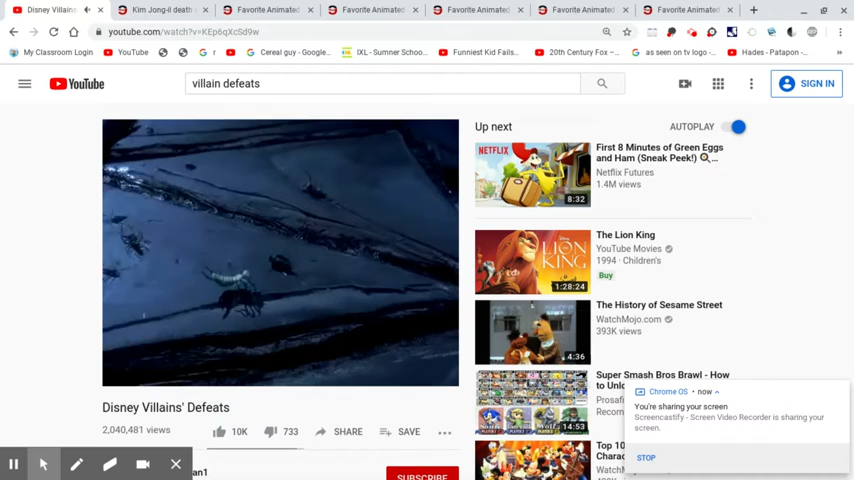 Disney Villains'
Kim Jong-il death
Favorite Animated
Favorite Animated
Favorite Animated
Favorite Animated
Favorite Animated
youtube.com/watch?v=KEp6qXcSd9w
My Classroom Login
YouTube
r
Cereal guy - Google...
IXL - Summer Schoo...
Funniest Kid Fails...
20th Century Fox –...
as seen on tv logo -...
Hades - Patapon -...
YouTube
villain defeats
SIGN IN
Up next
AUTOPLAY
NETFLIX
8:32
First 8 Minutes of Green Eggs
and Ham (Sneak Peek!)
Netflix Futures
1.4M views
THE LION KING
1:28:24
The Lion King
YouTube Movies
1994 · Children's
Buy
4:36
The History of Sesame Street
WatchMojo.com
393K views
14:53
Super Smash Bros Brawl - How
to Unlo
Prosafi
Recom
Top 10
Charac
Chrome OS • now
You're sharing your screen
Screencastify - Screen Video Recorder is sharing your
screen.
STOP
Disney Villains' Defeats
2,040,481 views
10K
733
SHARE
SAVE
an1
SUBSCRIBE